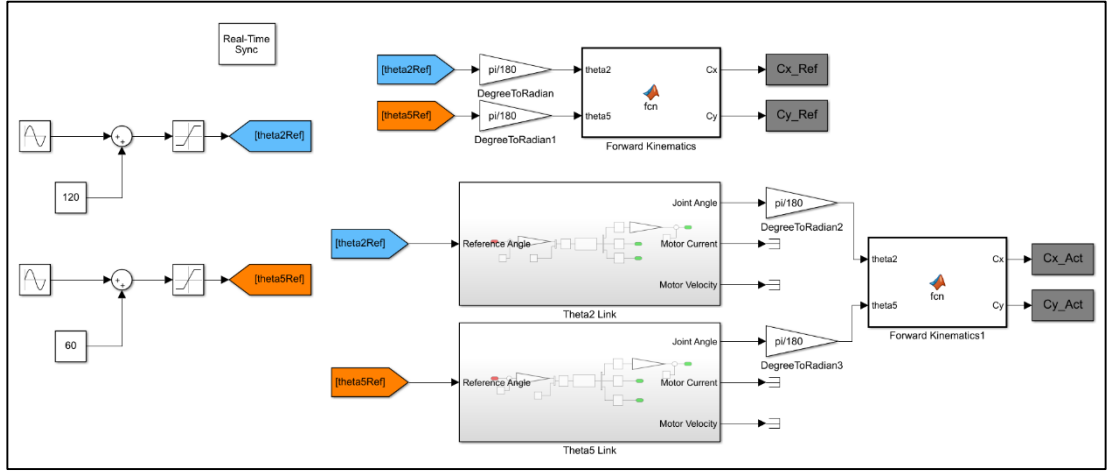 Real-Time
Sync
[theta2Ref]
120
[theta5Ref]
60
[theta2Ref]
pi/180
DegreeToRadian
[theta5Ref]
pi/180
DegreeToRadian1
theta2
theta5
fcn
Cx
Cy
Forward Kinematics
Cx_Ref
Cy_Ref
[theta2Ref]
Reference Angle
Joint Angle
Motor Current
Motor Velocity
Theta2 Link
pi/180
DegreeToRadian2
[theta5Ref]
Reference Angle
Joint Angle
Motor Current
Motor Velocity
Theta5 Link
pi/180
DegreeToRadian3
theta2
theta5
fcn
Cx
Cy
Forward Kinematics1
Cx_Act
Cy_Act